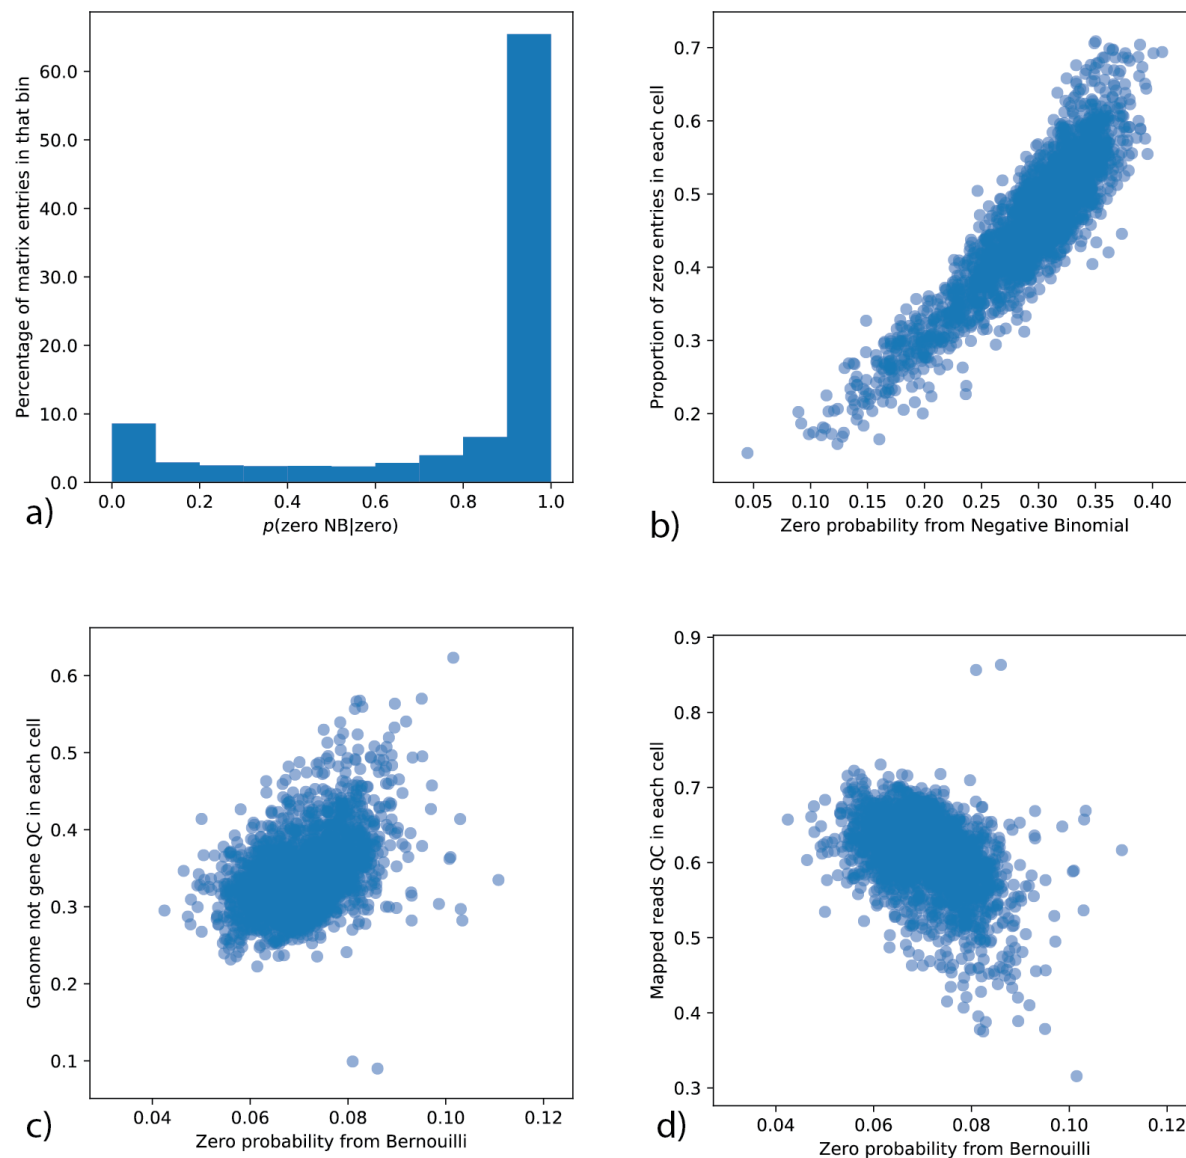 Percentage of matrix entries in that bin
60.0
50.0
40.0
30.0
20.0
10.0
0.0
0.0 0.2 0.4 0.6 0.8 1.0
p(zero NB|zero)
a)
Proportion of zero entries in each cell
0.7
0.6
0.5
0.4
0.3
0.2
0.05 0.10 0.15 0.20 0.25 0.30 0.35 0.40
Zero probability from Negative Binomial
b)
Genome not gene QC in each cell
0.6
0.5
0.4
0.3
0.2
0.1
0.04 0.06 0.08 0.10 0.12
Zero probability from Bernouilli
c)
Mapped reads QC in each cell
0.9
0.8
0.7
0.6
0.5
0.4
0.3
0.04 0.06 0.08 0.10 0.12
Zero probability from Bernouilli
d)